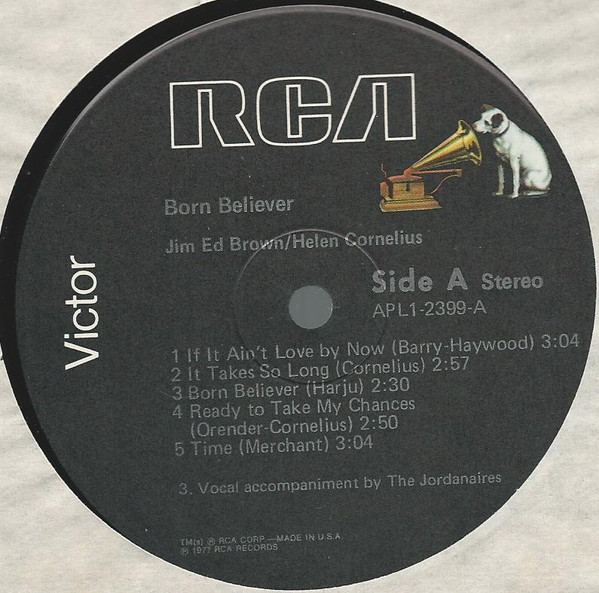 RCA
Born Believer
Jim Ed Brown/Helen Cornelius
Victor
Side A Stereo
APL1-2399-A
1 If It Ain't Love by Now (Barry-Haywood) 3:04
2 It Takes So Long (Cornelius) 2:57
3 Born Believer (Harju) 2:30
4 Ready to Take My Chances
(Orender-Cornelius) 2:50
5 Time (Merchant) 3:04
3. Vocal accompaniment by The Jordanaires
TM(s) ® RCA CORP.—MADE IN U.S.A
℗ 1977 RCA RECORDS